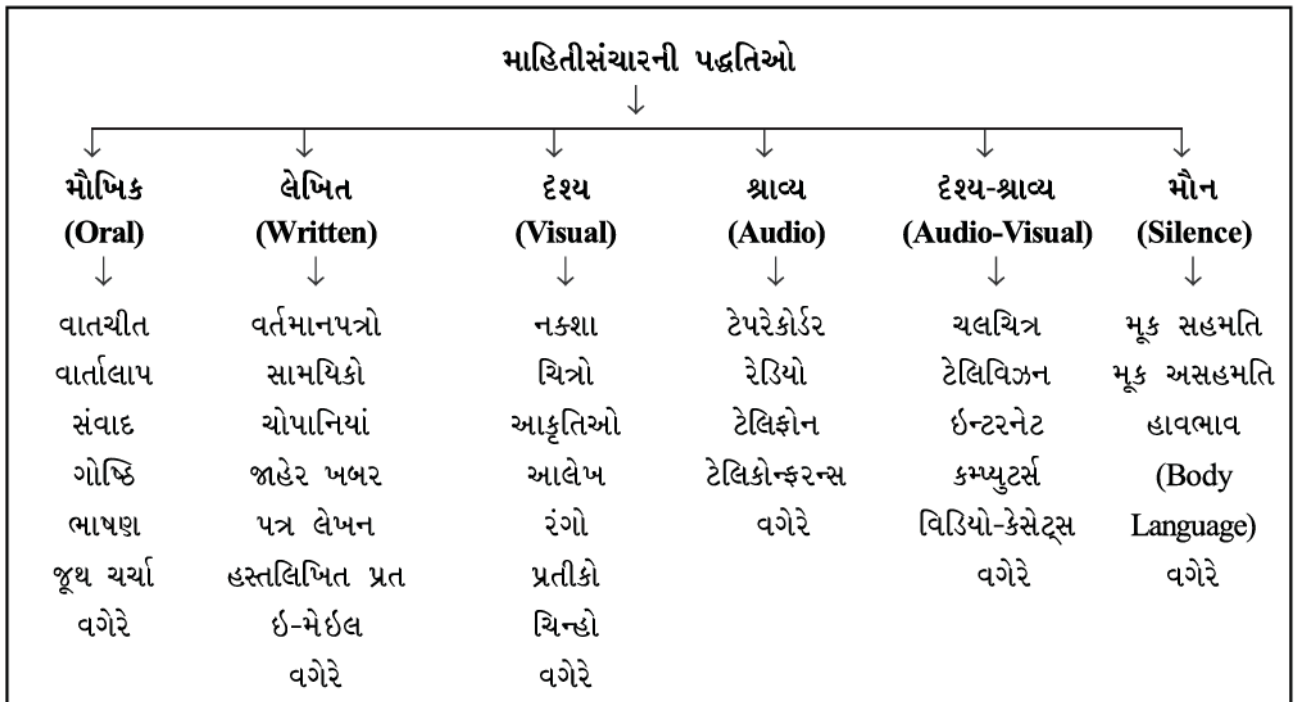 માહિતીસંચારની પદ્ધતિઓ
મૌખિક
(Oral)
વાતચીત
વાર્તાલાપ
સંવાદ
ગોષ્ઠિ
ભાષણ
જૂથ ચર્ચા
વગેરે
લેખિત
(Written)
વર્તમાનપત્રો
સામયિકો
ચોપાનિયાં
જાહેર ખબર
પત્ર લેખન
હસ્તલિખિત પ્રત
ઇ-મેઇલ
વગેરે
દૃશ્ય
(Visual)
નકશા
ચિત્રો
આકૃતિઓ
આલેખ
રંગો
પ્રતીકો
ચિન્હો
વગેરે
શ્રાવ્ય
(Audio)
ટેપરેકોર્ડર
રેડિયો
ટેલિફોન
ટેલિકોન્ફરન્સ
વગેરે
દૃશ્ય-શ્રાવ્ય
(Audio-Visual)
ચલચિત્ર
ટેલિવિઝન
ઇન્ટરનેટ
કમ્પ્યુટર્સ
વિડિયો-કેસેટ્સ
વગેરે
મૌન
(Silence)
મૂક સહમતિ
મૂક અસહમતિ
હાવભાવ
(Body
Language)
વગેરે